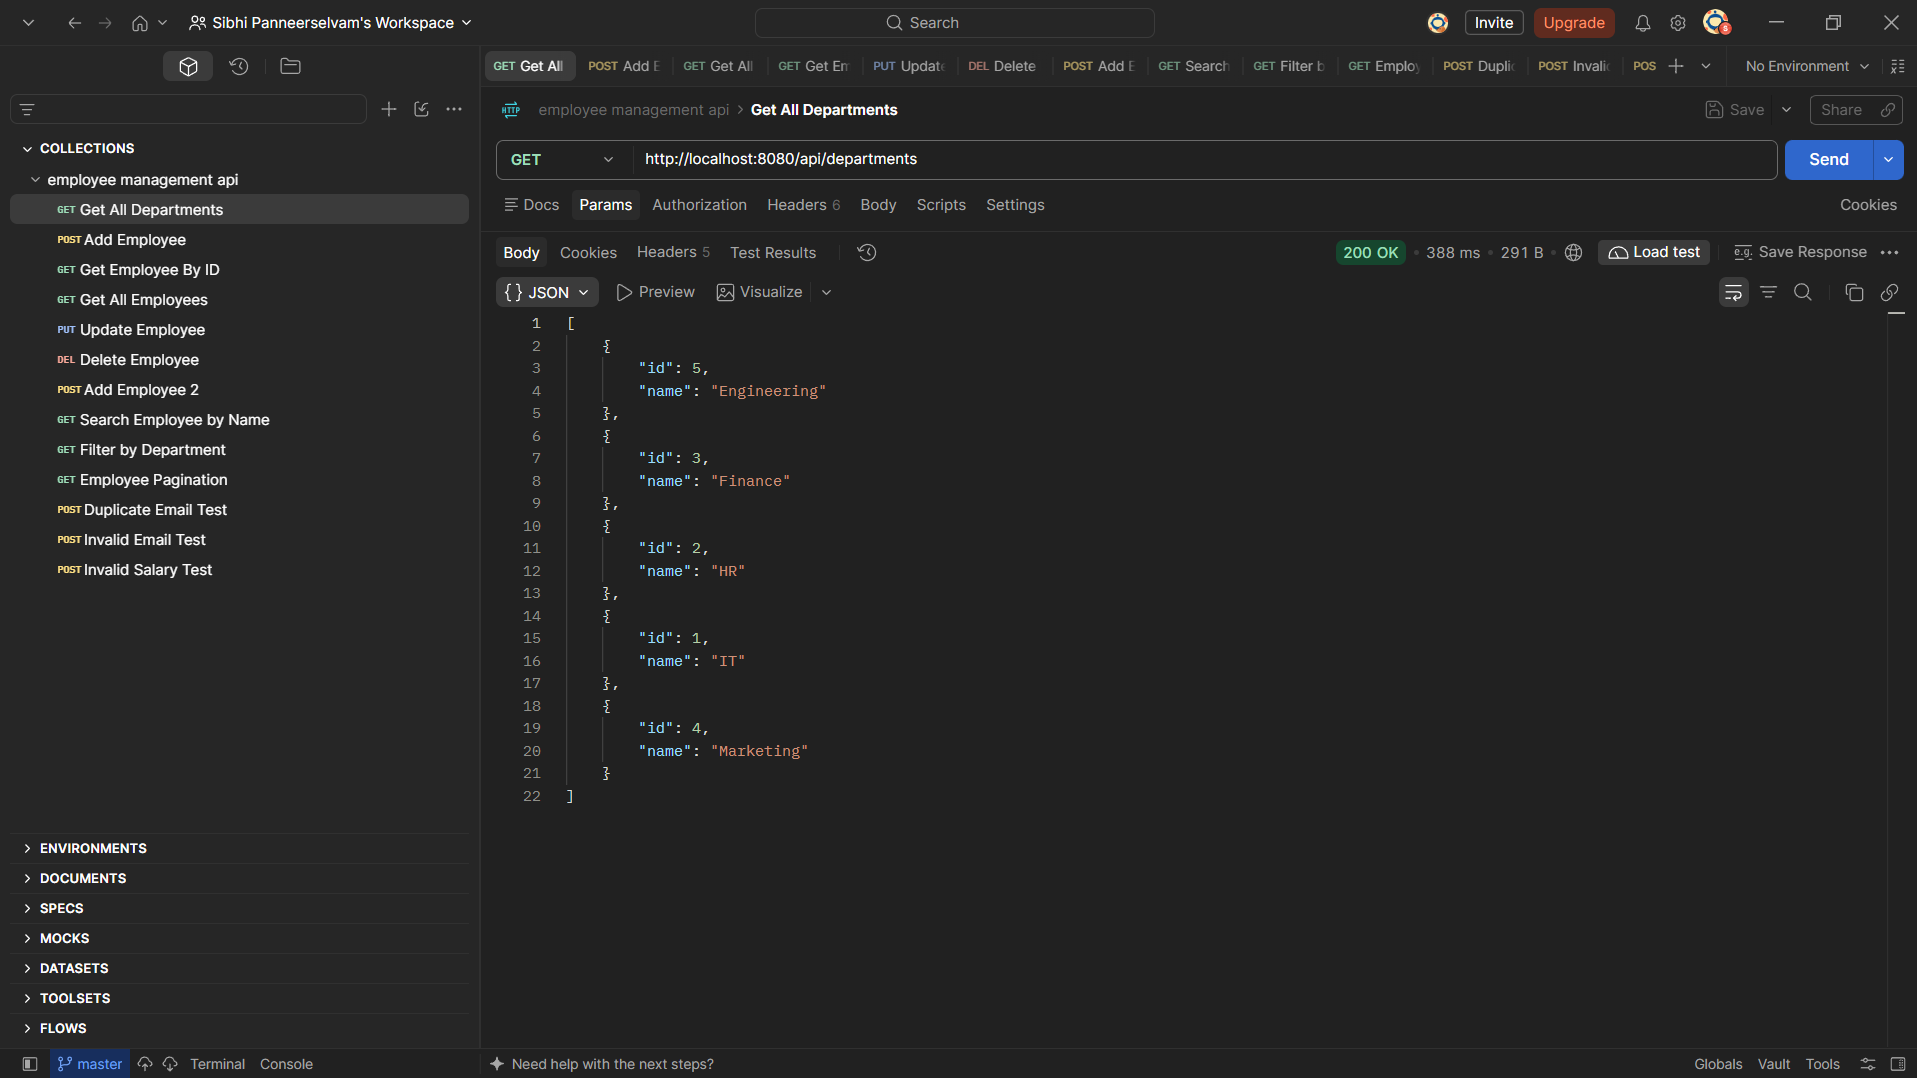 Sibhi Panneerselvam's Workspace
Search
Invite
Upgrade
GET Get All
POST Add E
GET Get All
GET Get Em
PUT Update
DEL Delete
POST Add E
GET Search
GET Filter b
GET Employ
POST Duplic
POST Invalid
POS
No Environment
COLLECTIONS
employee management api
GET Get All Departments
POST Add Employee
GET Get Employee By ID
GET Get All Employees
PUT Update Employee
DEL Delete Employee
POST Add Employee 2
GET Search Employee by Name
GET Filter by Department
GET Employee Pagination
POST Duplicate Email Test
POST Invalid Email Test
POST Invalid Salary Test
ENVIRONMENTS
DOCUMENTS
SPECS
MOCKS
DATASETS
TOOLSETS
FLOWS
HTTP employee management api > Get All Departments
Save
Share
GET http://localhost:8080/api/departments
Send
Docs Params Authorization Headers 6 Body Scripts Settings
Cookies
Body Cookies Headers 5 Test Results
200 OK • 388 ms • 291 B
Load test
e.g. Save Response
{} JSON Preview Visualize
1 [
2 {
3 "id": 5,
4 "name": "Engineering"
5 },
6 {
7 "id": 3,
8 "name": "Finance"
9 },
10 {
11 "id": 2,
12 "name": "HR"
13 },
14 {
15 "id": 1,
16 "name": "IT"
17 },
18 {
19 "id": 4,
20 "name": "Marketing"
21 }
22 ]
master Terminal Console
Need help with the next steps?
Globals Vault Tools